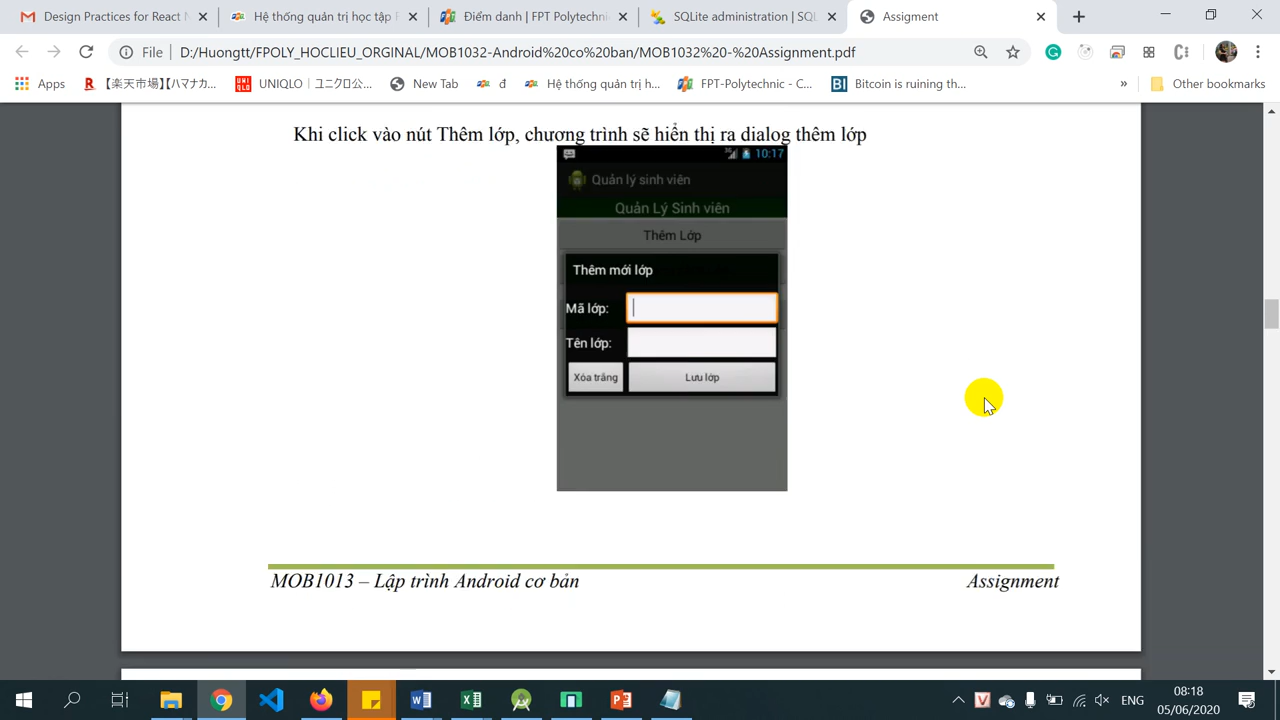 Design Practices for React N
Hệ thống quản trị học tập F
Điểm danh | FPT Polytechni
SQLite administration | SQL
Assigment
File
D:/Huongtt/FPOLY_HOCLIEU_ORGINAL/MOB1032-Android%20co%20ban/MOB1032%20-%20Assignment.pdf
Apps
【楽天市場】【ハマナカ...
UNIQLO｜ユニクロ公...
New Tab
đ
Hệ thống quản trị h...
FPT-Polytechnic - C...
Bitcoin is ruining th...
»
Other bookmarks
Khi click vào nút Thêm lớp, chương trình sẽ hiển thị ra dialog thêm lớp
3G
10:17
Quản lý sinh viên
Quản Lý Sinh viên
Thêm Lớp
Thêm mới lớp
Mã lớp:
Tên lớp:
Xóa trắng
Lưu lớp
MOB1013 – Lập trình Android cơ bản
Assignment
ENG
08:18
05/06/2020